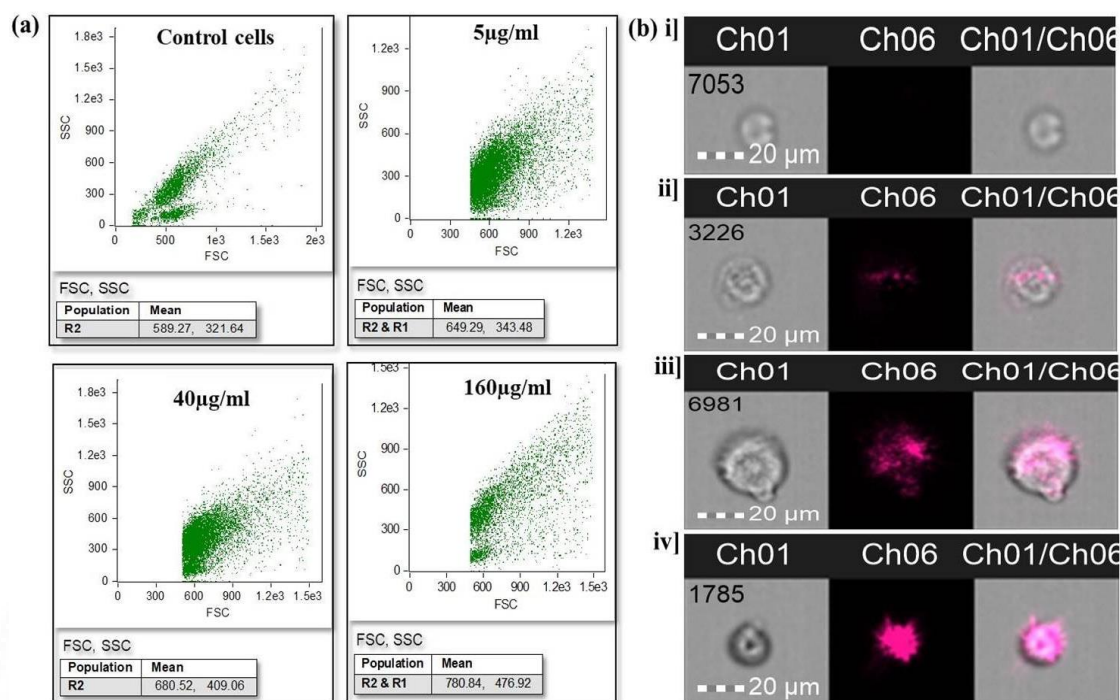 (a)
Control cells
SSC
1.8e3
1.5e3
1.2e3
900
600
300
0
0 500 1e3 1.5e3 2e3
FSC
FSC, SSC
Population Mean
R2 589.27, 321.64
5µg/ml
SSC
1.2e3
900
600
300
0
0 300 600 900 1.2e3
FSC
FSC, SSC
Population Mean
R2 & R1 649.29, 343.48
40µg/ml
SSC
1.8e3
1.5e3
1.2e3
900
600
300
0
0 300 600 900 1.2e3 1.5e3
FSC
FSC, SSC
Population Mean
R2 680.52, 409.06
160µg/ml
SSC
1.5e3
1.2e3
900
600
300
0
0 300 600 900 1.2e3 1.5e3
FSC
FSC, SSC
Population Mean
R2 & R1 780.84, 476.92
(b) i]
Ch01 Ch06 Ch01/Ch06
7053
20 µm
ii]
Ch01 Ch06 Ch01/Ch06
3226
20 µm
iii]
Ch01 Ch06 Ch01/Ch06
6981
20 µm
iv]
Ch01 Ch06 Ch01/Ch06
1785
20 µm